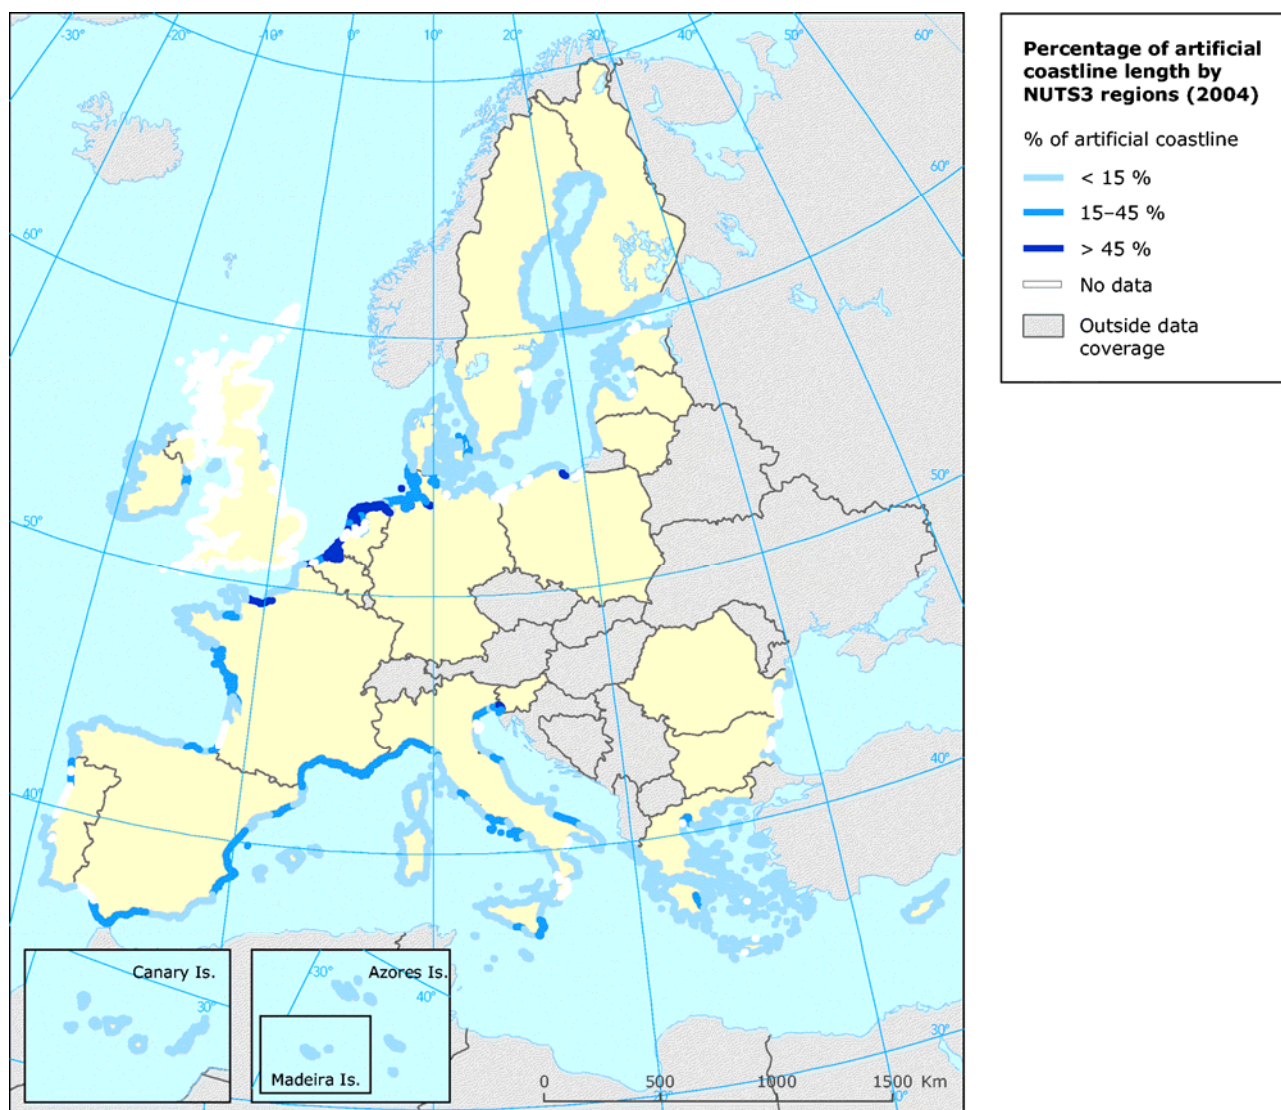 -30°
-20°
-10°
0°
10°
20°
30°
40°
50°
60°
60°
60°
50°
50°
40°
40°
Canary Is.
30°
-30°
Azores Is.
40°
Madeira Is.
30°
0 500 1000 1500 Km
Percentage of artificial
coastline length by
NUTS3 regions (2004)
% of artificial coastline
< 15 %
15–45 %
> 45 %
No data
Outside data
coverage